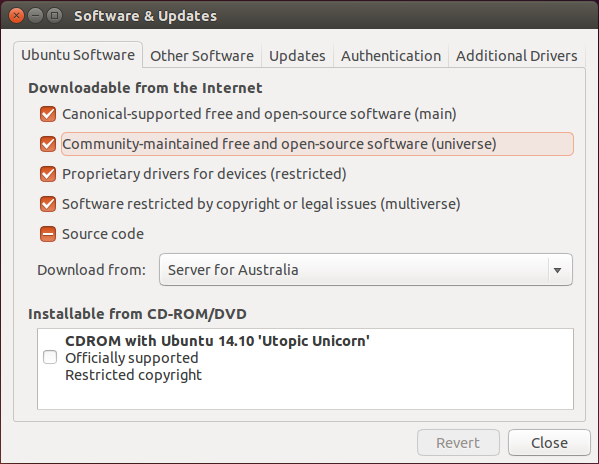 Software & Updates
Ubuntu Software
Other Software
Updates
Authentication
Additional Drivers
Downloadable from the Internet
Canonical-supported free and open-source software (main)
Community-maintained free and open-source software (universe)
Proprietary drivers for devices (restricted)
Software restricted by copyright or legal issues (multiverse)
Source code
Download from: Server for Australia
Installable from CD-ROM/DVD
CDROM with Ubuntu 14.10 'Utopic Unicorn'
Officially supported
Restricted copyright
Revert
Close